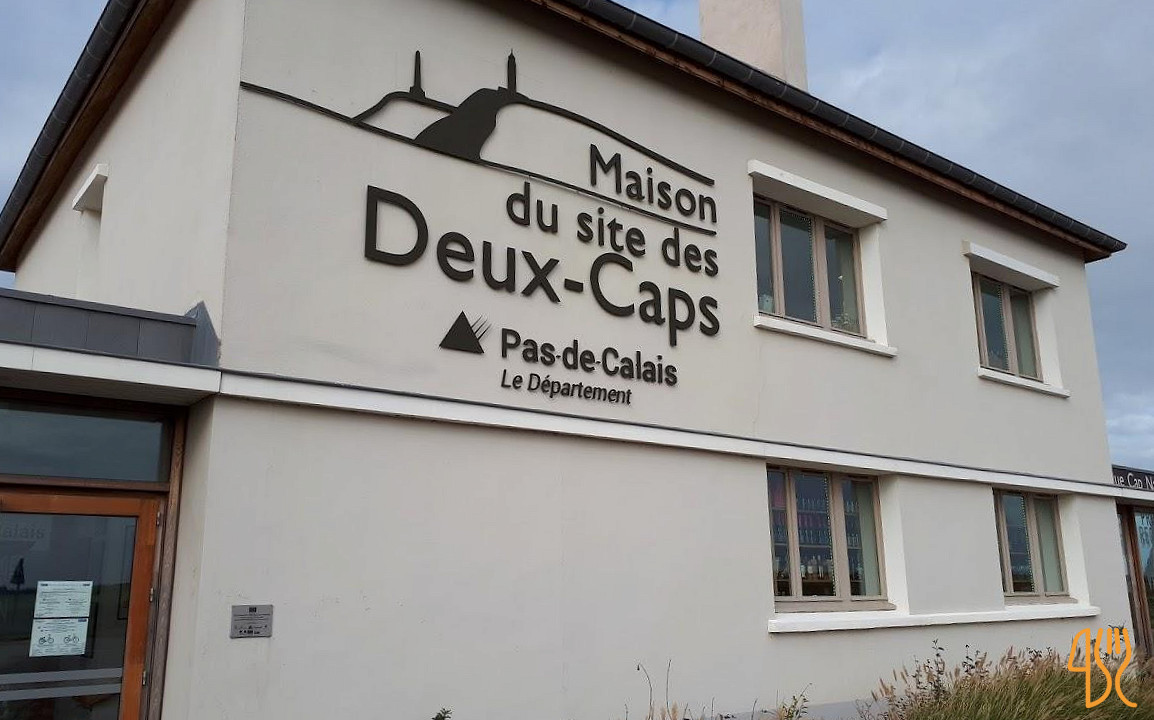 Maison
du site des
Deux-Caps
Pas-de-Calais
Le Département